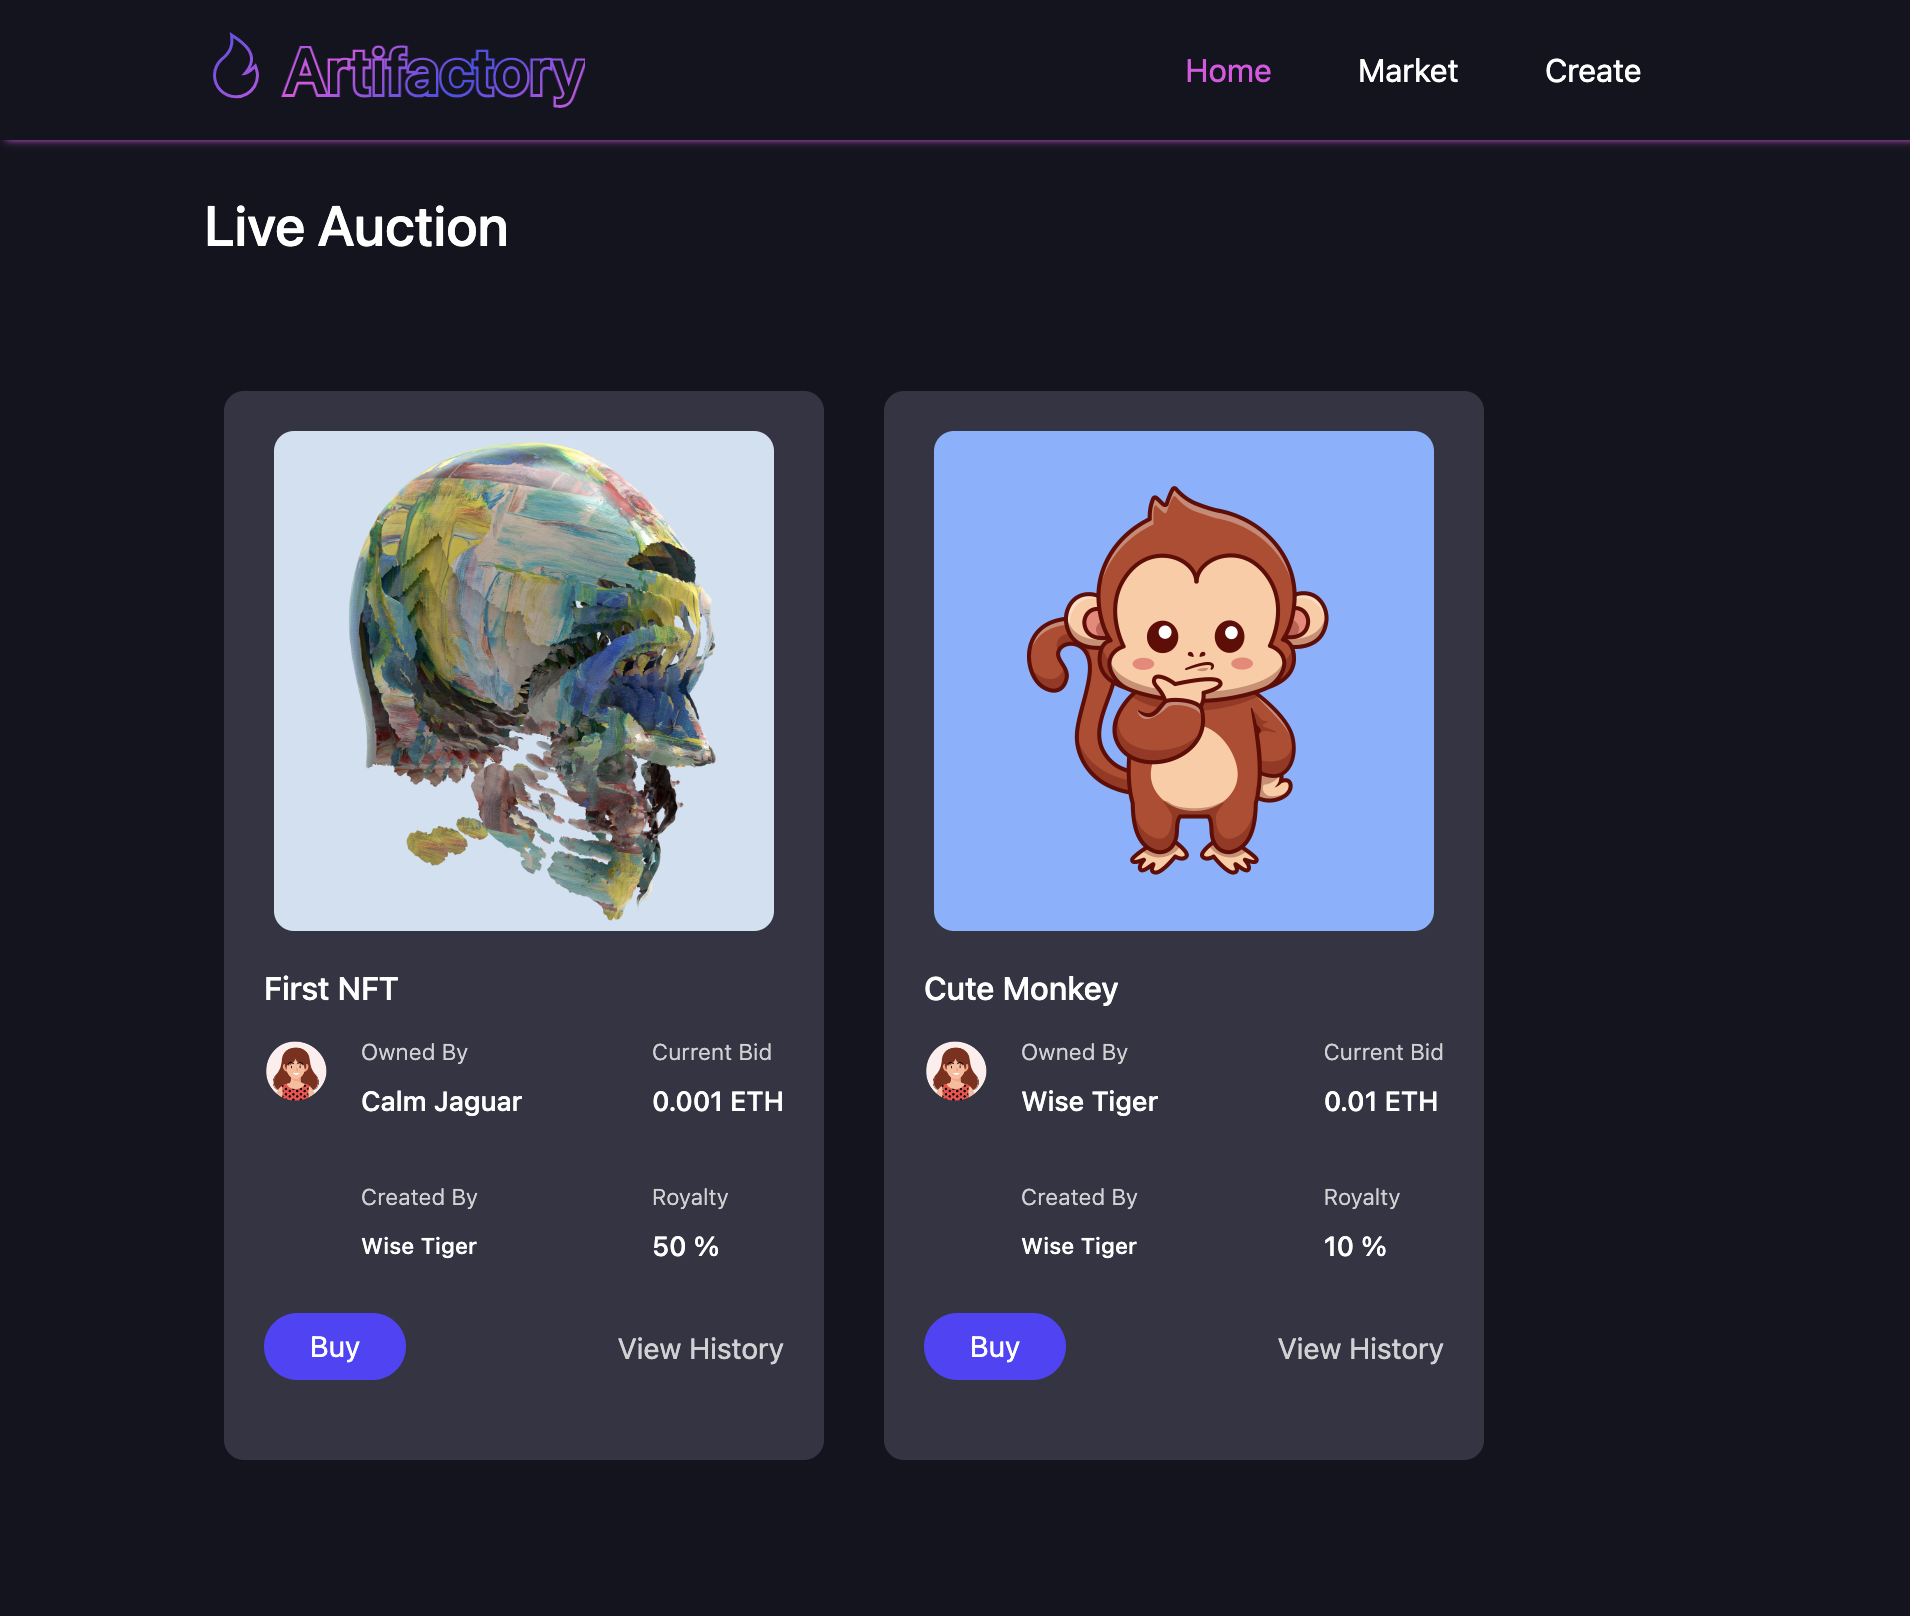 Artifactory
Home
Market
Create
Live Auction
First NFT
Owned By
Current Bid
Calm Jaguar
0.001 ETH
Created By
Royalty
Wise Tiger
50 %
Buy
View History
Cute Monkey
Owned By
Current Bid
Wise Tiger
0.01 ETH
Created By
Royalty
Wise Tiger
10 %
Buy
View History